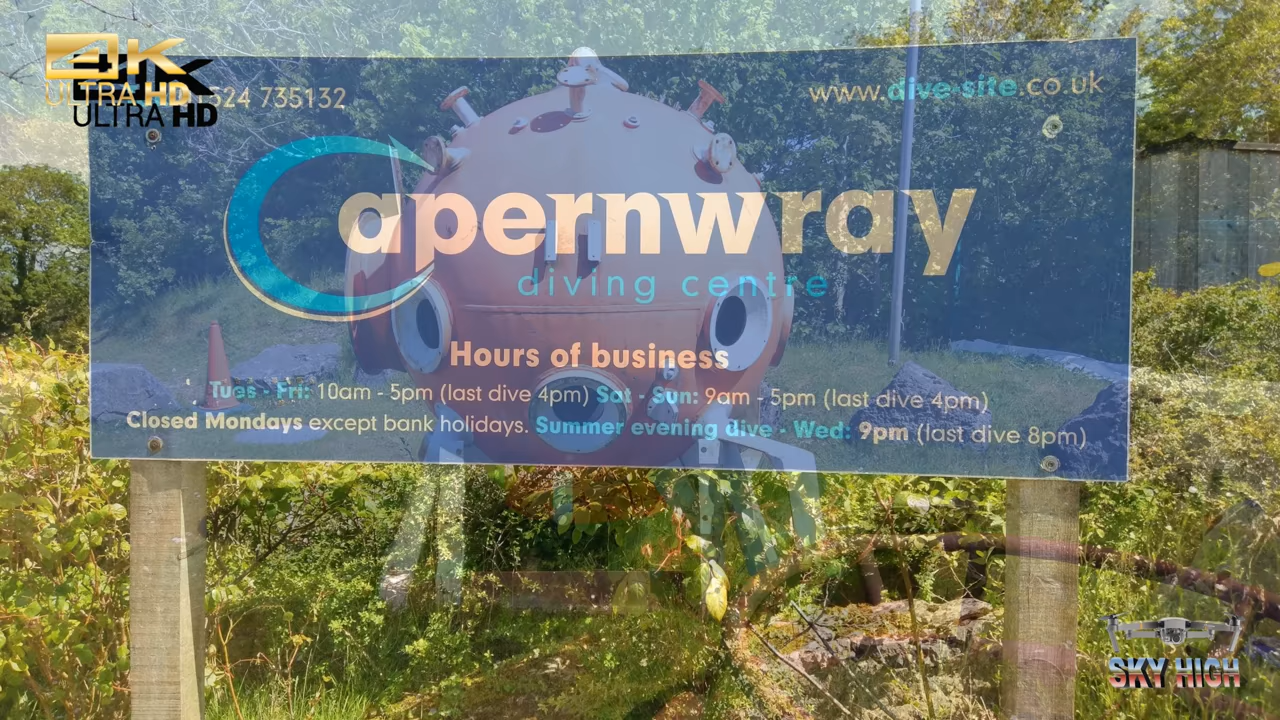 4K
ULTRA HD
524 735132
www.dive-site.co.uk
Capernwray
diving centre
Hours of business
Tues - Fri: 10am - 5pm (last dive 4pm) Sat - Sun: 9am - 5pm (last dive 4pm)
Closed Mondays except bank holidays. Summer evening dive - Wed: 9pm (last dive 8pm)
SKY HIGH